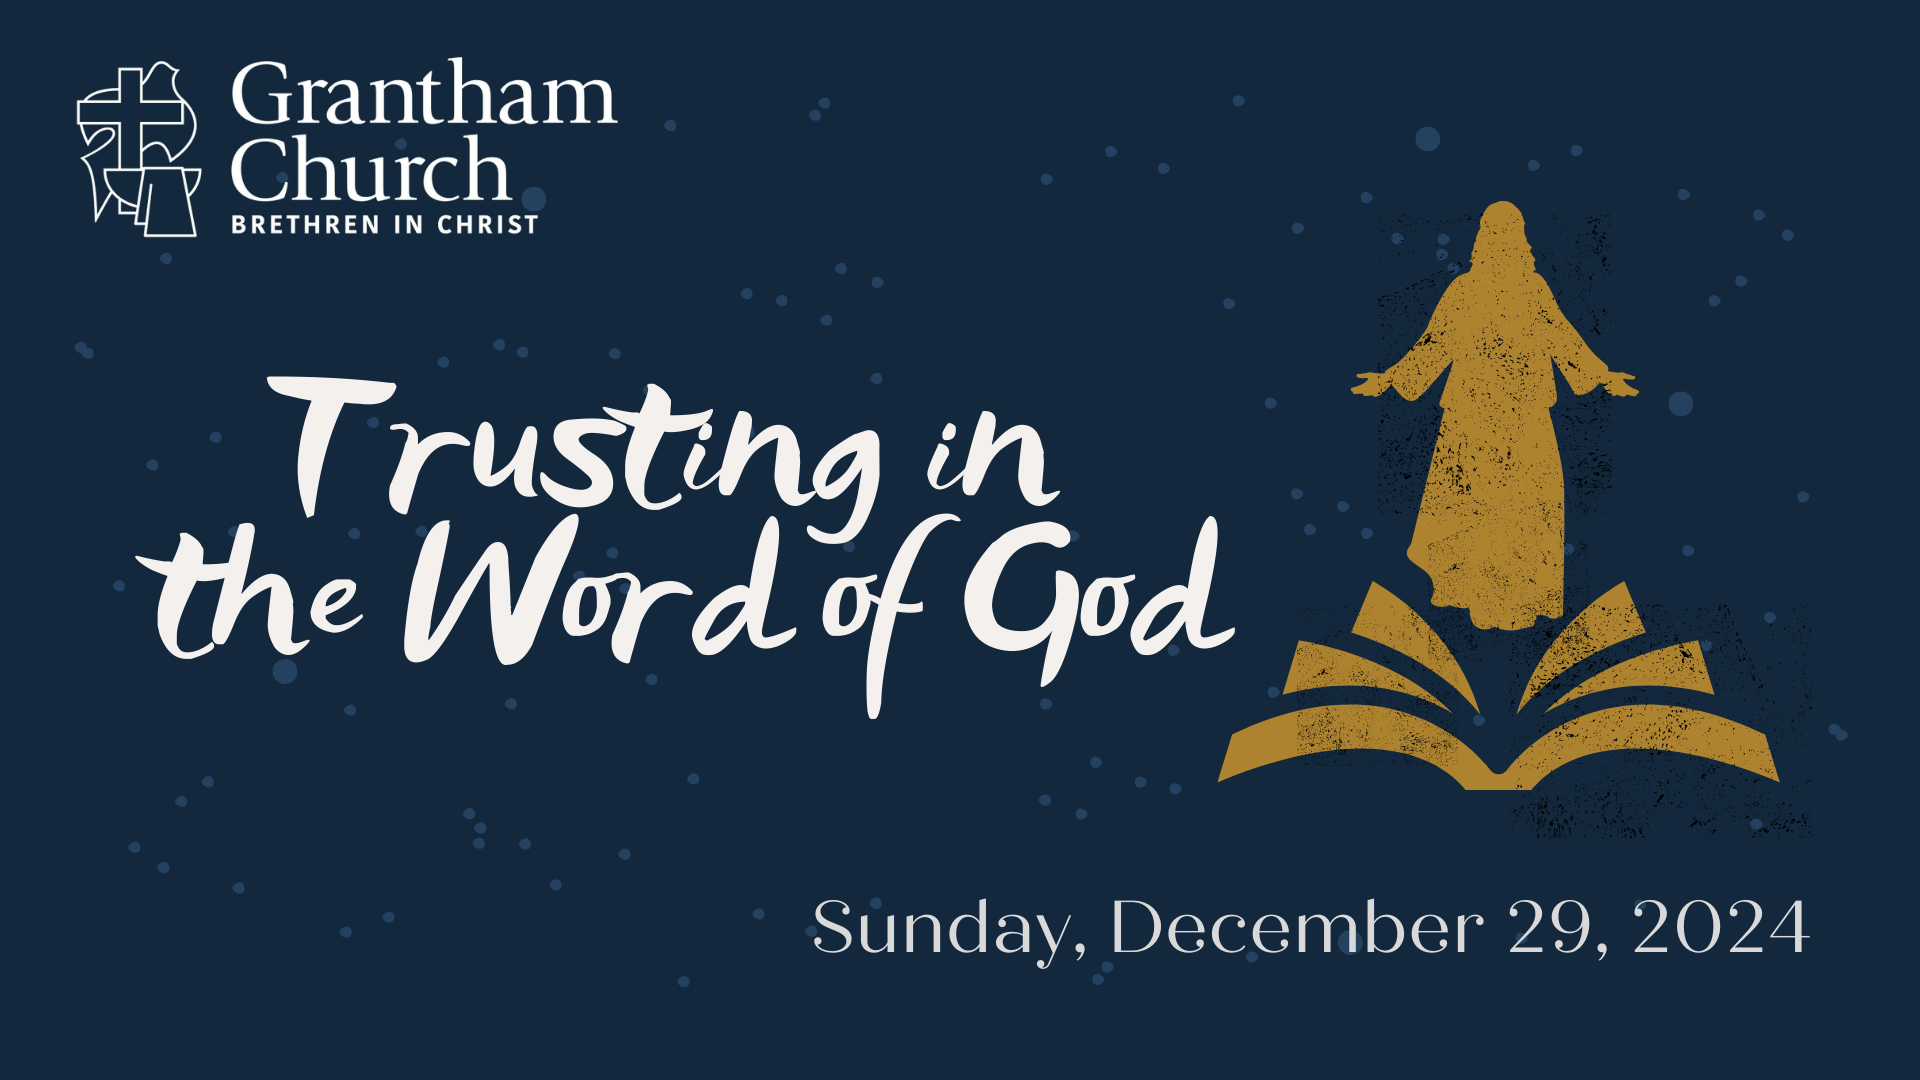 Grantham
Church
BRETHREN IN CHRIST
Trusting in
the Word of God
Sunday, December 29, 2024